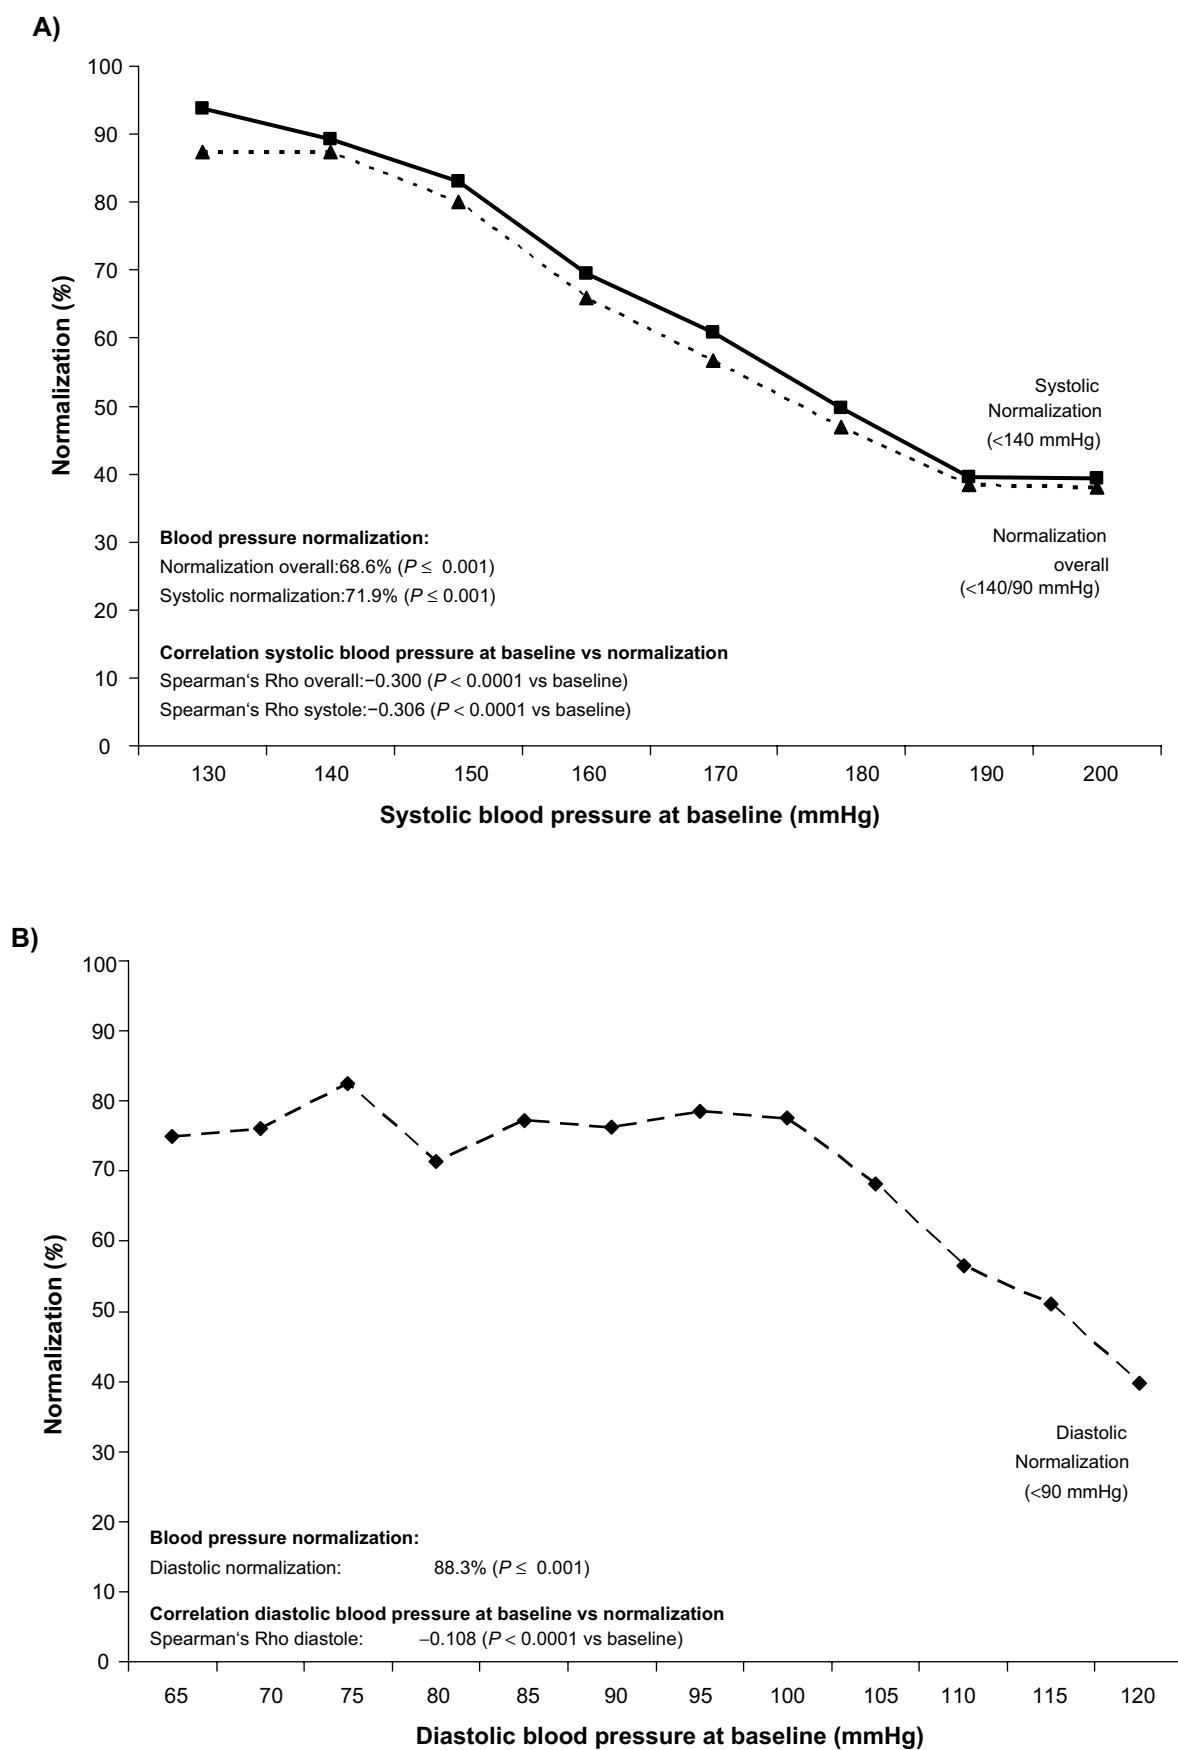 A)
100
90
80
70
60
50
40
30
20
10
0
Normalization (%)
Systolic
Normalization
(<140 mmHg)
Normalization
overall
(<140/90 mmHg)
Blood pressure normalization:
Normalization overall:68.6% (P ≤ 0.001)
Systolic normalization:71.9% (P ≤ 0.001)
Correlation systolic blood pressure at baseline vs normalization
Spearman‘s Rho overall:−0.300 (P < 0.0001 vs baseline)
Spearman‘s Rho systole:−0.306 (P < 0.0001 vs baseline)
130 140 150 160 170 180 190 200
Systolic blood pressure at baseline (mmHg)
B)
100
90
80
70
60
50
40
30
20
10
0
Normalization (%)
Diastolic
Normalization
(<90 mmHg)
Blood pressure normalization:
Diastolic normalization: 88.3% (P ≤ 0.001)
Correlation diastolic blood pressure at baseline vs normalization
Spearman‘s Rho diastole: −0.108 (P < 0.0001 vs baseline)
65 70 75 80 85 90 95 100 105 110 115 120
Diastolic blood pressure at baseline (mmHg)